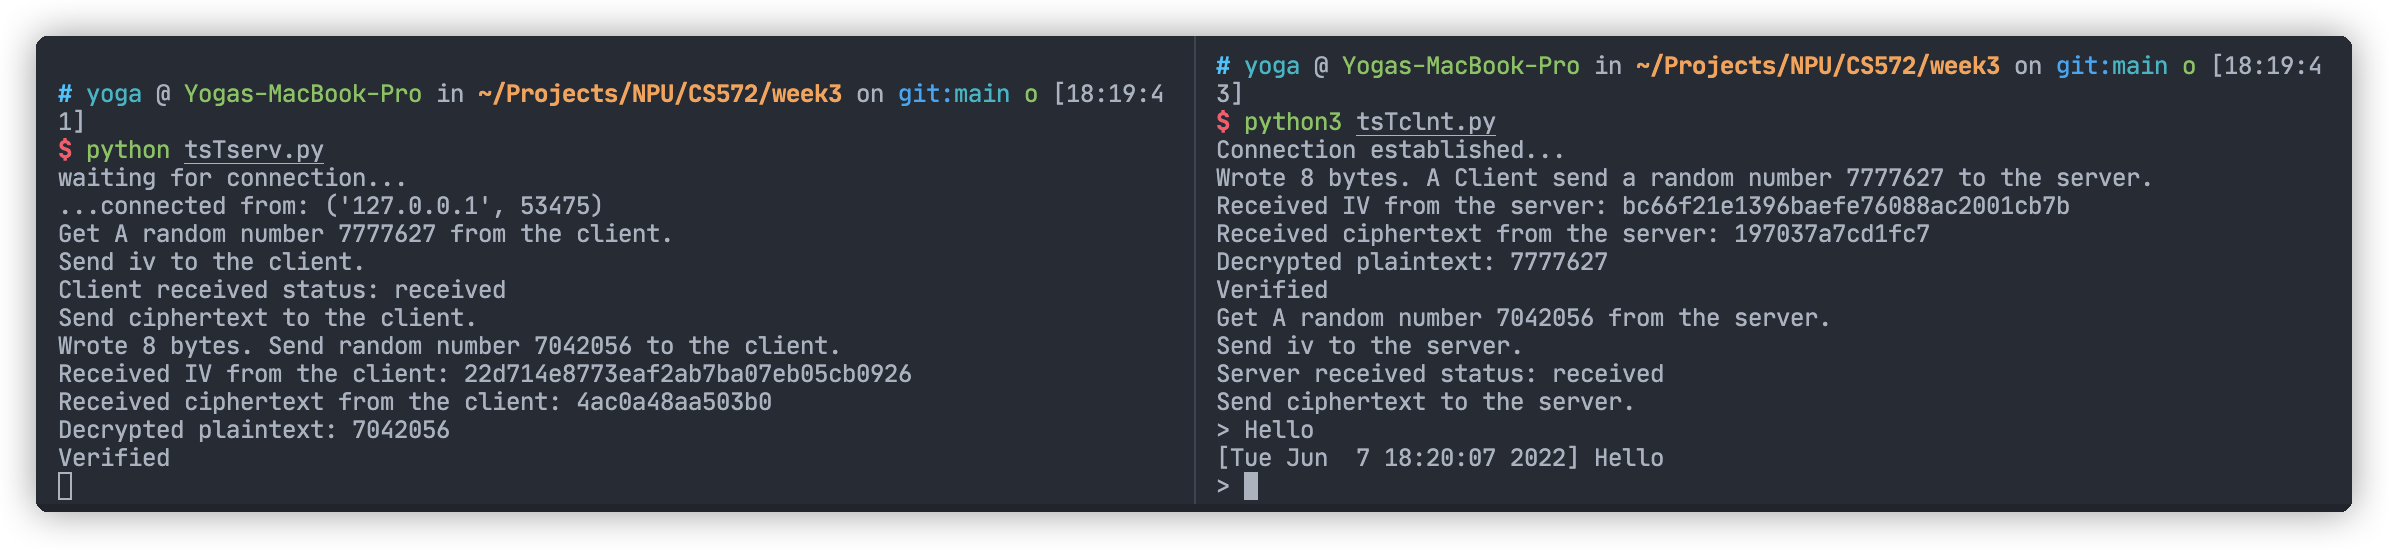 # yoga @ Yogas-MacBook-Pro in ~/Projects/NPU/CS572/week3 on git:main o [18:19:4
1]
$ python tsTserv.py
waiting for connection...
...connected from: ('127.0.0.1', 53475)
Get A random number 7777627 from the client.
Send iv to the client.
Client received status: received
Send ciphertext to the client.
Wrote 8 bytes. Send random number 7042056 to the client.
Received IV from the client: 22d714e8773eaf2ab7ba07eb05cb0926
Received ciphertext from the client: 4ac0a48aa503b0
Decrypted plaintext: 7042056
Verified
# yoga @ Yogas-MacBook-Pro in ~/Projects/NPU/CS572/week3 on git:main o [18:19:4
3]
$ python3 tsTclnt.py
Connection established...
Wrote 8 bytes. A Client send a random number 7777627 to the server.
Received IV from the server: bc66f21e1396baefe76088ac2001cb7b
Received ciphertext from the server: 197037a7cd1fc7
Decrypted plaintext: 7777627
Verified
Get A random number 7042056 from the server.
Send iv to the server.
Server received status: received
Send ciphertext to the server.
> Hello
[Tue Jun  7 18:20:07 2022] Hello
>